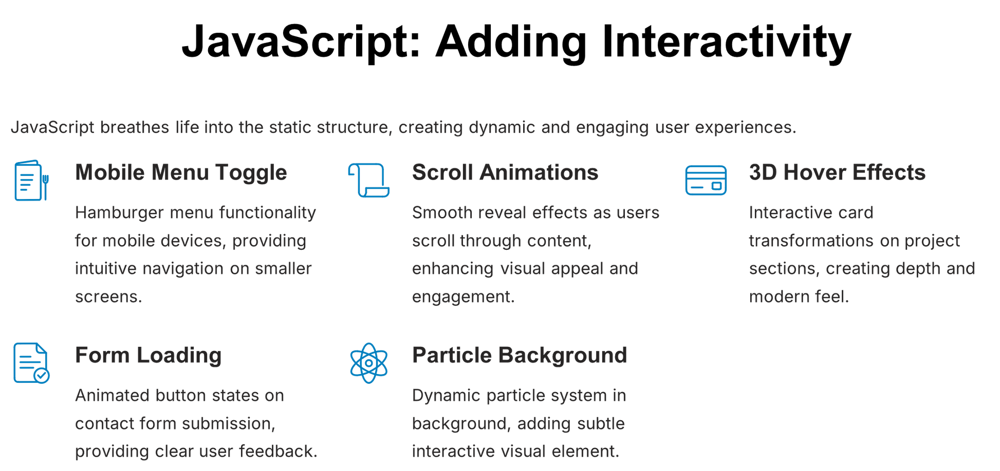 JavaScript: Adding Interactivity
JavaScript breathes life into the static structure, creating dynamic and engaging user experiences.
Mobile Menu Toggle
Hamburger menu functionality
for mobile devices, providing
intuitive navigation on smaller
screens.
Scroll Animations
Smooth reveal effects as users
scroll through content,
enhancing visual appeal and
engagement.
3D Hover Effects
Interactive card
transformations on project
sections, creating depth and
modern feel.
Form Loading
Animated button states on
contact form submission,
providing clear user feedback.
Particle Background
Dynamic particle system in
background, adding subtle
interactive visual element.